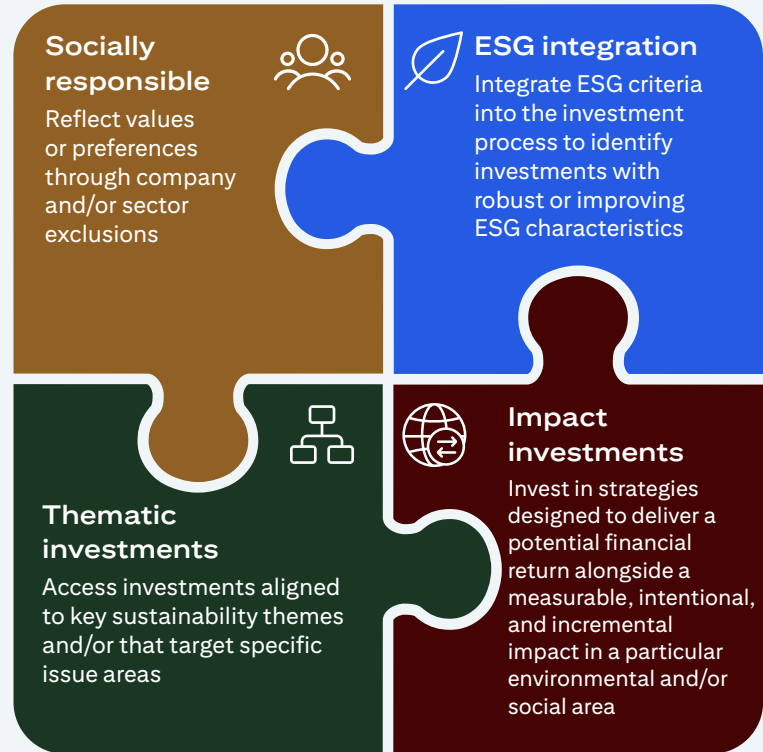 Socially
responsible
Reflect values
or preferences
through company
and/or sector
exclusions
ESG integration
Integrate ESG criteria
into the investment
process to identify
investments with
robust or improving
ESG characteristics
Thematic
investments
Access investments aligned
to key sustainability themes
and/or that target specific
issue areas
Impact
investments
Invest in strategies
designed to deliver a
potential financial
return alongside a
measurable, intentional,
and incremental
impact in a particular
environmental and/or
social area